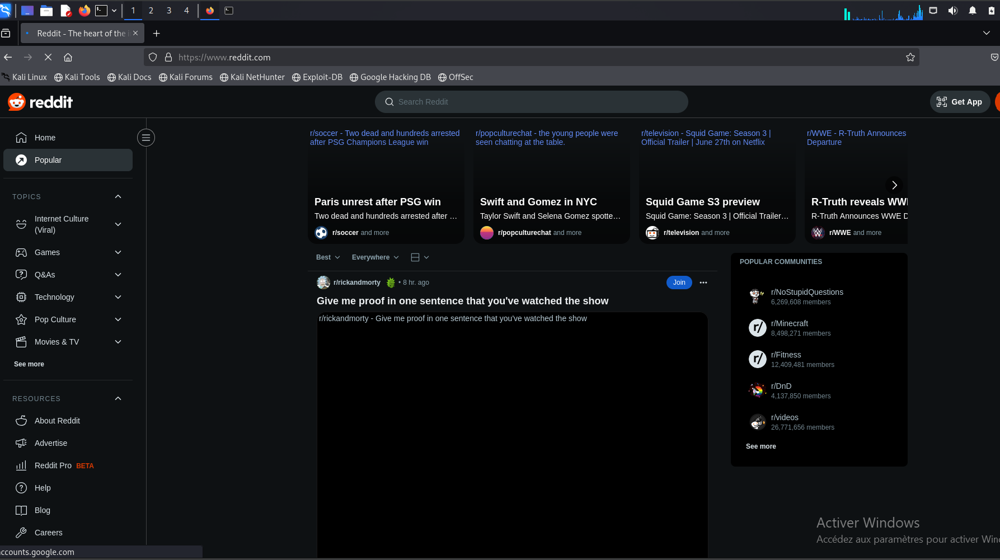 1 2 3 4
Reddit - The heart of the i
https://www.reddit.com
Kali Linux Kali Tools Kali Docs Kali Forums Kali NetHunter Exploit-DB Google Hacking DB OffSec
reddit
Search Reddit
Get App
Home
Popular
TOPICS
Internet Culture
(Viral)
Games
Q&As
Technology
Pop Culture
Movies & TV
See more
RESOURCES
About Reddit
Advertise
Reddit Pro BETA
Help
Blog
Careers
ccounts.google.com
r/soccer - Two dead and hundreds arrested
after PSG Champions League win
Paris unrest after PSG win
Two dead and hundreds arrested after …
r/soccer and more
r/popculturechat - the young people were
seen chatting at the table.
Swift and Gomez in NYC
Taylor Swift and Selena Gomez spotte…
r/popculturechat and more
r/television - Squid Game: Season 3 |
Official Trailer | June 27th on Netflix
Squid Game S3 preview
Squid Game: Season 3 | Official Trailer…
r/television and more
r/WWE - R-Truth Announces
Departure
R-Truth reveals WWE
R-Truth Announces WWE D
r/WWE and more
Best Everywhere
r/rickandmorty • 8 hr. ago
Join
Give me proof in one sentence that you've watched the show
r/rickandmorty - Give me proof in one sentence that you've watched the show
POPULAR COMMUNITIES
r/NoStupidQuestions
6,269,608 members
r/Minecraft
8,498,271 members
r/Fitness
12,409,481 members
r/DnD
4,137,850 members
r/videos
26,771,656 members
See more
Activer Windows
Accédez aux paramètres pour activer Win